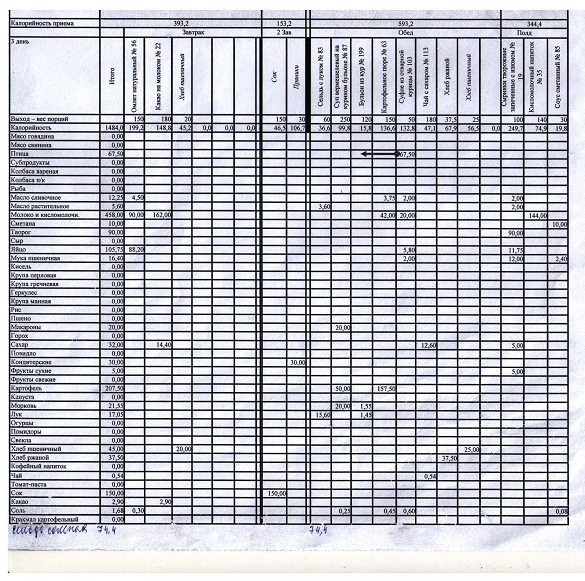 Калорийность приема 393,2 153,2 593,2 344,4
3 день Завтрак 2 Зав Обед Полд
Итого Омлет натуральный № 56 Какао на молоком № 22 Хлеб пшеничный Сок Пряники Сельдь с луком № 83 Суп вермишелевый на курином бульоне № 87 Бульон из кур № 199 Картофельное пюре № 63 Суфле из отварной курицы № 103 Чай с сахаром № 113 Хлеб ржаной Хлеб пшеничный Сырники творожные запеченные с изюмом № 19 Кисломолочный напиток № 35 Соус сметанный № 85
Выход – вес порций 150 180 20 150 30 60 250 120 150 50 180 37,5 25 100 140 30
Калорийность 1484,0 199,2 148,8 45,2 0,0 0,0 0,0 46,5 106,7 36,6 99,8 15,8 136,6 132,8 47,1 67,9 56,5 0,0 249,7 74,9 19,8
Мясо говядина 0,00
Мясо свинина 0,00
Птица 67,50 67,50
Субпродукты 0,00
Колбаса вареная 0,00
Колбаса п/к 0,00
Рыба 0,00
Масло сливочное 12,25 4,50 3,75 2,00 2,00
Масло растительное 5,60 3,60 2,00
Молоко и кисломолочн. 458,00 90,00 162,00 42,00 20,00 144,00
Сметана 10,00 10,00
Творог 90,00 90,00
Сыр 0,00
Яйцо 105,75 88,20 5,80 11,75
Мука пшеничная 16,40 2,00 12,00 2,40
Кисель 0,00
Крупа перловая 0,00
Крупа гречневая 0,00
Геркулес 0,00
Крупа манная 0,00
Рис 0,00
Пшено 0,00
Макароны 20,00 20,00
Горох 0,00
Сахар 32,00 14,40 12,60 5,00
Повидло 0,00
Кондитерские 30,00 30,00
Фрукты сухие 5,00 5,00
Фрукты свежие 0,00
Картофель 207,50 50,00 157,50
Капуста 0,00
Морковь 21,55 20,00 1,55
Лук 17,05 15,60 1,45
Огурцы 0,00
Помидоры 0,00
Свекла 0,00
Хлеб пшеничный 45,00 20,00 25,00
Хлеб ржаной 37,50 37,50
Кофейный напиток 0,00
Чай 0,54 0,54
Томат-паста 0,00
Сок 150,00 150,00
Какао 2,90 2,90
Соль 1,68 0,30 0,25 0,45 0,60 0,08
Крахмал картофельный 0,00
74,4 74,4